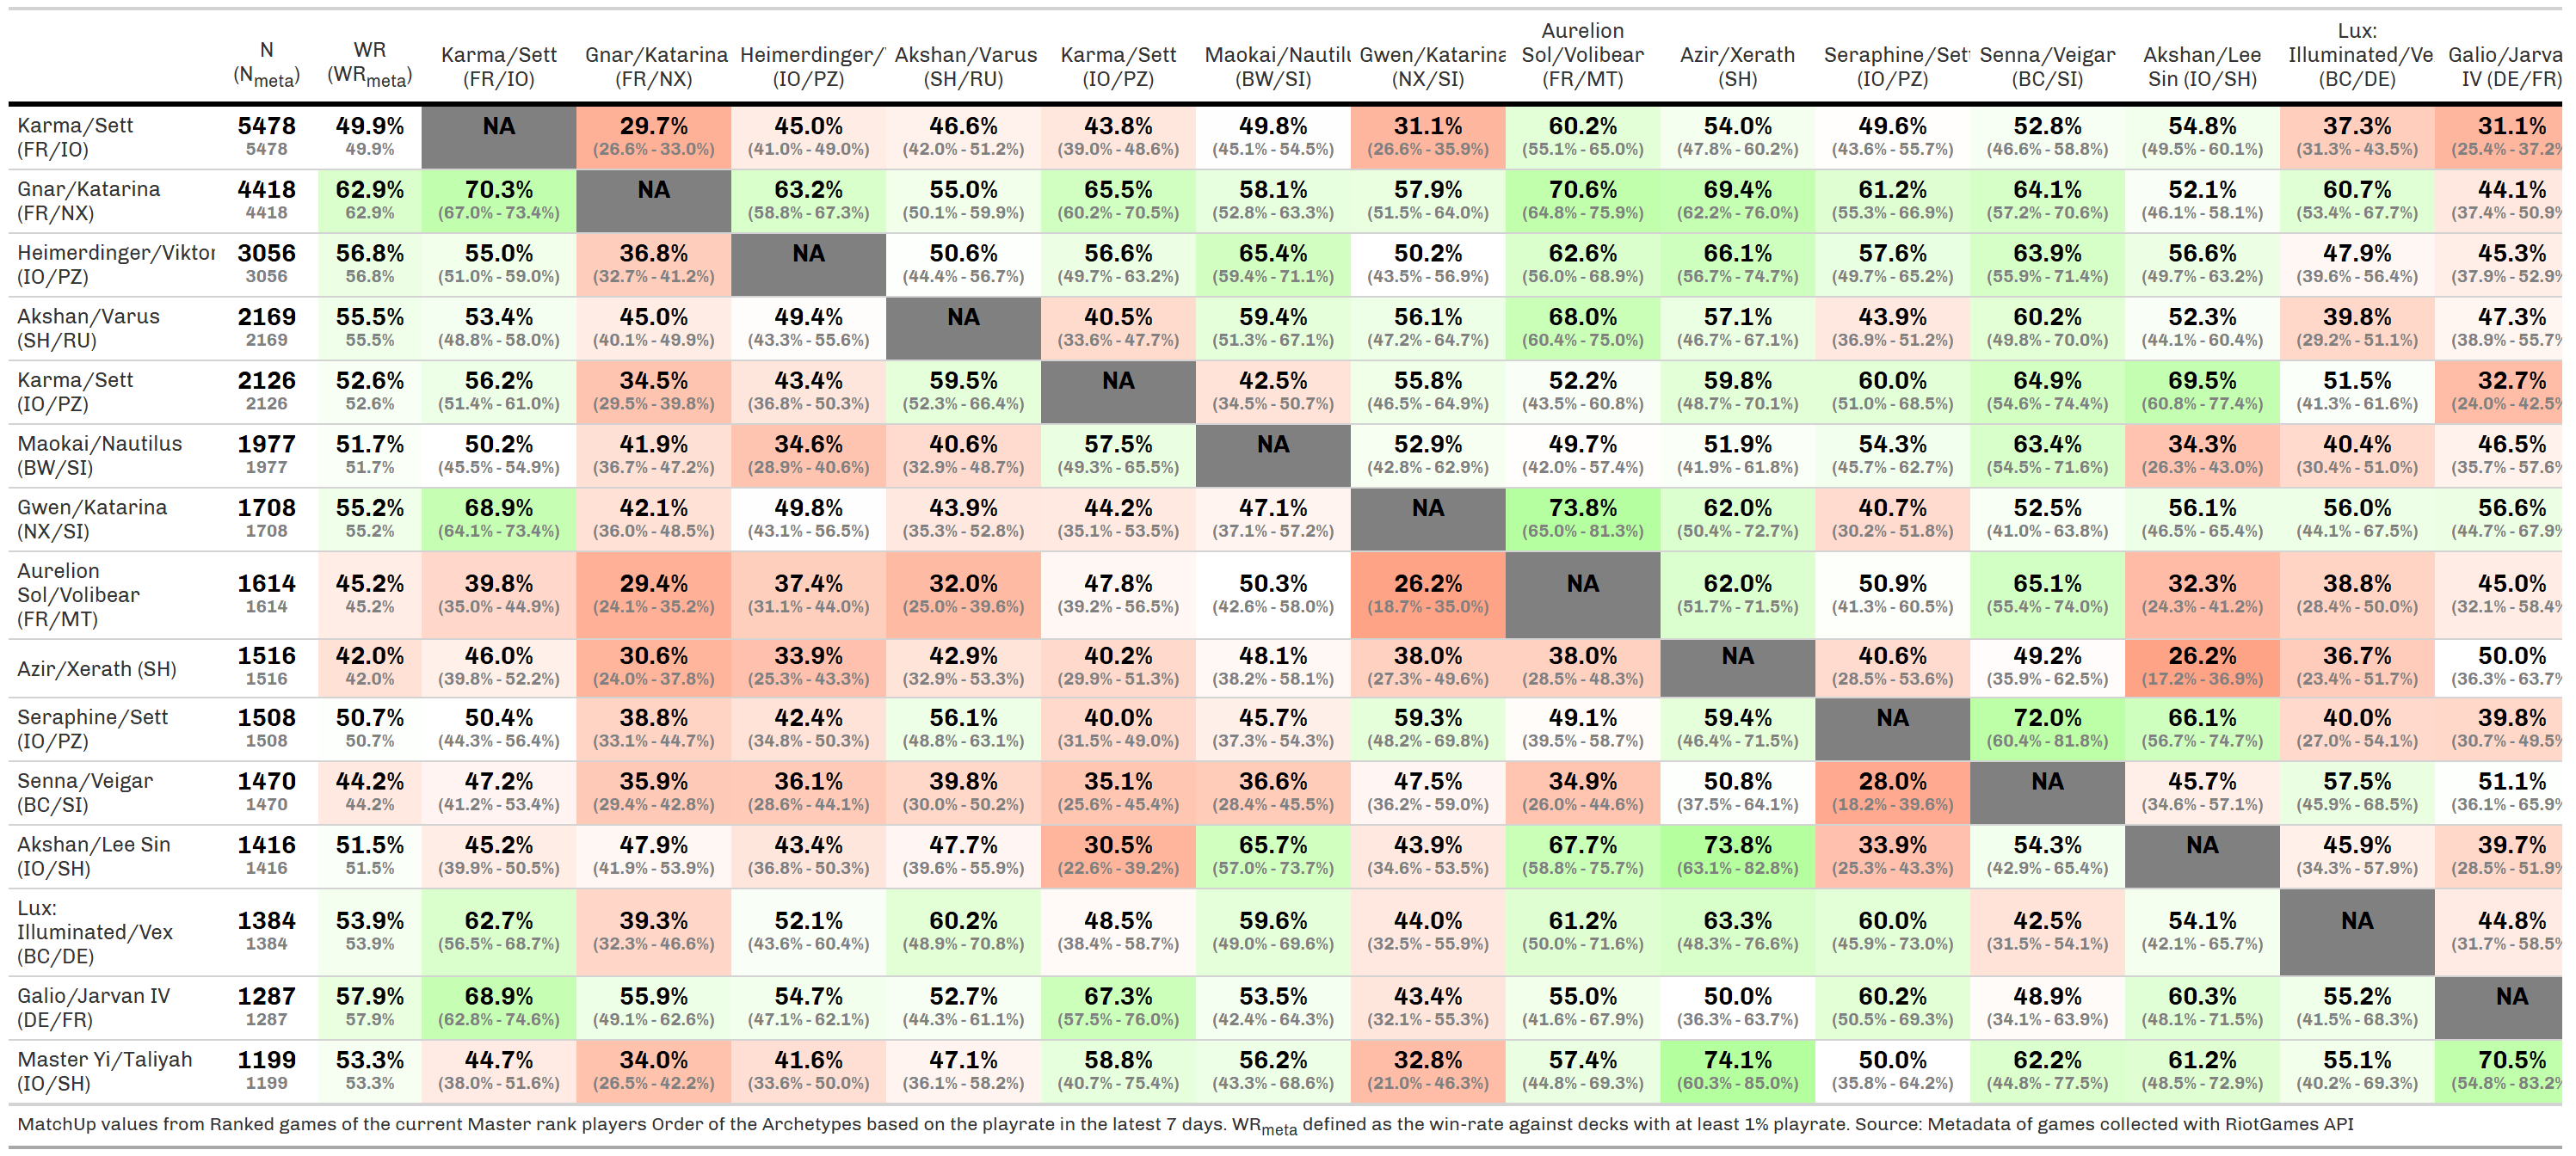 N (Nmeta) WR (WRmeta) Karma/Sett (FR/IO) Gnar/Katarina (FR/NX) Heimerdinger/ (IO/PZ) Akshan/Varus (SH/RU) Karma/Sett (IO/PZ) Maokai/Nautilu (BW/SI) Gwen/Katarina (NX/SI) Aurelion Sol/Volibear (FR/MT) Azir/Xerath (SH) Seraphine/Sett (IO/PZ) Senna/Veigar (BC/SI) Akshan/Lee Sin (IO/SH) Lux: Illuminated/Ve (BC/DE) Galio/Jarva IV (DE/FR)
Karma/Sett 5478 49.9% NA 29.7% 45.0% 46.6% 43.8% 49.8% 31.1% 60.2% 54.0% 49.6% 52.8% 54.8% 37.3% 31.1%
(FR/IO) 5478 49.9% (26.6% - 33.0%) (41.0% - 49.0%) (42.0% - 51.2%) (39.0% - 48.6%) (45.1% - 54.5%) (26.6% - 35.9%) (55.1% - 65.0%) (47.8% - 60.2%) (43.6% - 55.7%) (46.6% - 58.8%) (49.5% - 60.1%) (31.3% - 43.5%) (25.4% - 37.2%
Gnar/Katarina 4418 62.9% 70.3% NA 63.2% 55.0% 65.5% 58.1% 57.9% 70.6% 69.4% 61.2% 64.1% 52.1% 60.7% 44.1%
(FR/NX) 4418 62.9% (67.0% - 73.4%) (58.8% - 67.3%) (50.1% - 59.9%) (60.2% - 70.5%) (52.8% - 63.3%) (51.5% - 64.0%) (64.8% - 75.9%) (62.2% - 76.0%) (55.3% - 66.9%) (57.2% - 70.6%) (46.1% - 58.1%) (53.4% - 67.7%) (37.4% - 50.9%
Heimerdinger/Viktor 3056 56.8% 55.0% 36.8% NA 50.6% 56.6% 65.4% 50.2% 62.6% 66.1% 57.6% 63.9% 56.6% 47.9% 45.3%
(IO/PZ) 3056 56.8% (51.0% - 59.0%) (32.7% - 41.2%) (44.4% - 56.7%) (49.7% - 63.2%) (59.4% - 71.1%) (43.5% - 56.9%) (56.0% - 68.9%) (56.7% - 74.7%) (49.7% - 65.2%) (55.9% - 71.4%) (49.7% - 63.2%) (39.6% - 56.4%) (37.9% - 52.9%
Akshan/Varus 2169 55.5% 53.4% 45.0% 49.4% NA 40.5% 59.4% 56.1% 68.0% 57.1% 43.9% 60.2% 52.3% 39.8% 47.3%
(SH/RU) 2169 55.5% (48.8% - 58.0%) (40.1% - 49.9%) (43.3% - 55.6%) (33.6% - 47.7%) (51.3% - 67.1%) (47.2% - 64.7%) (60.4% - 75.0%) (46.7% - 67.1%) (36.9% - 51.2%) (49.8% - 70.0%) (44.1% - 60.4%) (29.2% - 51.1%) (38.9% - 55.7%
Karma/Sett 2126 52.6% 56.2% 34.5% 43.4% 59.5% NA 42.5% 55.8% 52.2% 59.8% 60.0% 64.9% 69.5% 51.5% 32.7%
(IO/PZ) 2126 52.6% (51.4% - 61.0%) (29.5% - 39.8%) (36.8% - 50.3%) (52.3% - 66.4%) (34.5% - 50.7%) (46.5% - 64.9%) (43.5% - 60.8%) (48.7% - 70.1%) (51.0% - 68.5%) (54.6% - 74.4%) (60.8% - 77.4%) (41.3% - 61.6%) (24.0% - 42.5%
Maokai/Nautilus 1977 51.7% 50.2% 41.9% 34.6% 40.6% 57.5% NA 52.9% 49.7% 51.9% 54.3% 63.4% 34.3% 40.4% 46.5%
(BW/SI) 1977 51.7% (45.5% - 54.9%) (36.7% - 47.2%) (28.9% - 40.6%) (32.9% - 48.7%) (49.3% - 65.5%) (42.8% - 62.9%) (42.0% - 57.4%) (41.9% - 61.8%) (45.7% - 62.7%) (54.5% - 71.6%) (26.3% - 43.0%) (30.4% - 51.0%) (35.7% - 57.6%
Gwen/Katarina 1708 55.2% 68.9% 42.1% 49.8% 43.9% 44.2% 47.1% NA 73.8% 62.0% 40.7% 52.5% 56.1% 56.0% 56.6%
(NX/SI) 1708 55.2% (64.1% - 73.4%) (36.0% - 48.5%) (43.1% - 56.5%) (35.3% - 52.8%) (35.1% - 53.5%) (37.1% - 57.2%) (65.0% - 81.3%) (50.4% - 72.7%) (30.2% - 51.8%) (41.0% - 63.8%) (46.5% - 65.4%) (44.1% - 67.5%) (44.7% - 67.9%
Aurelion
Sol/Volibear 1614 45.2% 39.8% 29.4% 37.4% 32.0% 47.8% 50.3% 26.2% NA 62.0% 50.9% 65.1% 32.3% 38.8% 45.0%
(FR/MT) 1614 45.2% (35.0% - 44.9%) (24.1% - 35.2%) (31.1% - 44.0%) (25.0% - 39.6%) (39.2% - 56.5%) (42.6% - 58.0%) (18.7% - 35.0%) (51.7% - 71.5%) (41.3% - 60.5%) (55.4% - 74.0%) (24.3% - 41.2%) (28.4% - 50.0%) (32.1% - 58.4%
Azir/Xerath (SH) 1516 42.0% 46.0% 30.6% 33.9% 42.9% 40.2% 48.1% 38.0% 38.0% NA 40.6% 49.2% 26.2% 36.7% 50.0%
1516 42.0% (39.8% - 52.2%) (24.0% - 37.8%) (25.3% - 43.3%) (32.9% - 53.3%) (29.9% - 51.3%) (38.2% - 58.1%) (27.3% - 49.6%) (28.5% - 48.3%) (28.5% - 53.6%) (35.9% - 62.5%) (17.2% - 36.9%) (23.4% - 51.7%) (36.3% - 63.7%
Seraphine/Sett 1508 50.7% 50.4% 38.8% 42.4% 56.1% 40.0% 45.7% 59.3% 49.1% 59.4% NA 72.0% 66.1% 40.0% 39.8%
(IO/PZ) 1508 50.7% (44.3% - 56.4%) (33.1% - 44.7%) (34.8% - 50.3%) (48.8% - 63.1%) (31.5% - 49.0%) (37.3% - 54.3%) (48.2% - 69.8%) (39.5% - 58.7%) (46.4% - 71.5%) (60.4% - 81.8%) (56.7% - 74.7%) (27.0% - 54.1%) (30.7% - 49.5%
Senna/Veigar 1470 44.2% 47.2% 35.9% 36.1% 39.8% 35.1% 36.6% 47.5% 34.9% 50.8% 28.0% NA 45.7% 57.5% 51.1%
(BC/SI) 1470 44.2% (41.2% - 53.4%) (29.4% - 42.8%) (28.6% - 44.1%) (30.0% - 50.2%) (25.6% - 45.4%) (28.4% - 45.5%) (36.2% - 59.0%) (26.0% - 44.6%) (37.5% - 64.1%) (18.2% - 39.6%) (34.6% - 57.1%) (45.9% - 68.5%) (36.1% - 65.9%
Akshan/Lee Sin 1416 51.5% 45.2% 47.9% 43.4% 47.7% 30.5% 65.7% 43.9% 67.7% 73.8% 33.9% 54.3% NA 45.9% 39.7%
(IO/SH) 1416 51.5% (39.9% - 50.5%) (41.9% - 53.9%) (36.8% - 50.3%) (39.6% - 55.9%) (22.6% - 39.2%) (57.0% - 73.7%) (34.6% - 53.5%) (58.8% - 75.7%) (63.1% - 82.8%) (25.3% - 43.3%) (42.9% - 65.4%) (34.3% - 57.9%) (28.5% - 51.9%
Lux:
Illuminated/Vex 1384 53.9% 62.7% 39.3% 52.1% 60.2% 48.5% 59.6% 44.0% 61.2% 63.3% 60.0% 42.5% 54.1% NA 44.8%
(BC/DE) 1384 53.9% (56.5% - 68.7%) (32.3% - 46.6%) (43.6% - 60.4%) (48.9% - 70.8%) (38.4% - 58.7%) (49.0% - 69.6%) (32.5% - 55.9%) (50.0% - 71.6%) (48.3% - 76.6%) (45.9% - 73.0%) (31.5% - 54.1%) (42.1% - 65.7%) (31.7% - 58.5%
Galio/Jarvan IV 1287 57.9% 68.9% 55.9% 54.7% 52.7% 67.3% 53.5% 43.4% 55.0% 50.0% 60.2% 48.9% 60.3% 55.2% NA
(DE/FR) 1287 57.9% (62.8% - 74.6%) (49.1% - 62.6%) (47.1% - 62.1%) (44.3% - 61.1%) (57.5% - 76.0%) (42.4% - 64.3%) (32.1% - 55.3%) (41.6% - 67.9%) (36.3% - 63.7%) (50.5% - 69.3%) (34.1% - 63.9%) (48.1% - 71.5%) (41.5% - 68.3%)
Master Yi/Taliyah 1199 53.3% 44.7% 34.0% 41.6% 47.1% 58.8% 56.2% 32.8% 57.4% 74.1% 50.0% 62.2% 61.2% 55.1% 70.5%
(IO/SH) 1199 53.3% (38.0% - 51.6%) (26.5% - 42.2%) (33.6% - 50.0%) (36.1% - 58.2%) (40.7% - 75.4%) (43.3% - 68.6%) (21.0% - 46.3%) (44.8% - 69.3%) (60.3% - 85.0%) (35.8% - 64.2%) (44.8% - 77.5%) (48.5% - 72.9%) (40.2% - 69.3%) (54.8% - 83.2%
MatchUp values from Ranked games of the current Master rank players Order of the Archetypes based on the playrate in the latest 7 days. WRmeta defined as the win-rate against decks with at least 1% playrate. Source: Metadata of games collected with RiotGames API